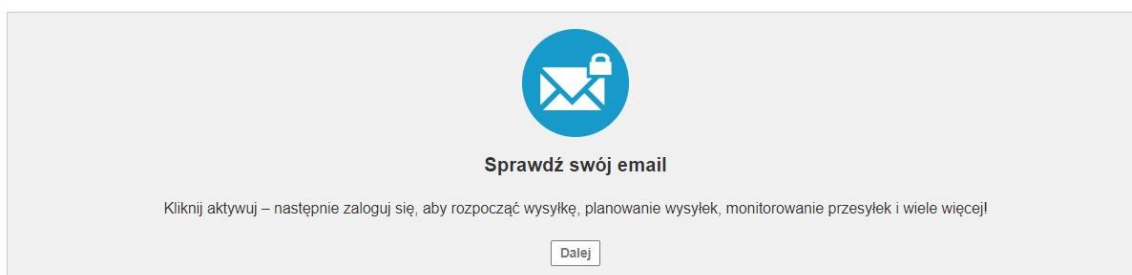 Sprawdź swój email
Kliknij aktywuj – następnie zaloguj się, aby rozpocząć wysyłkę, planowanie wysyłek, monitorowanie przesyłek i wiele więcej!
Dalej